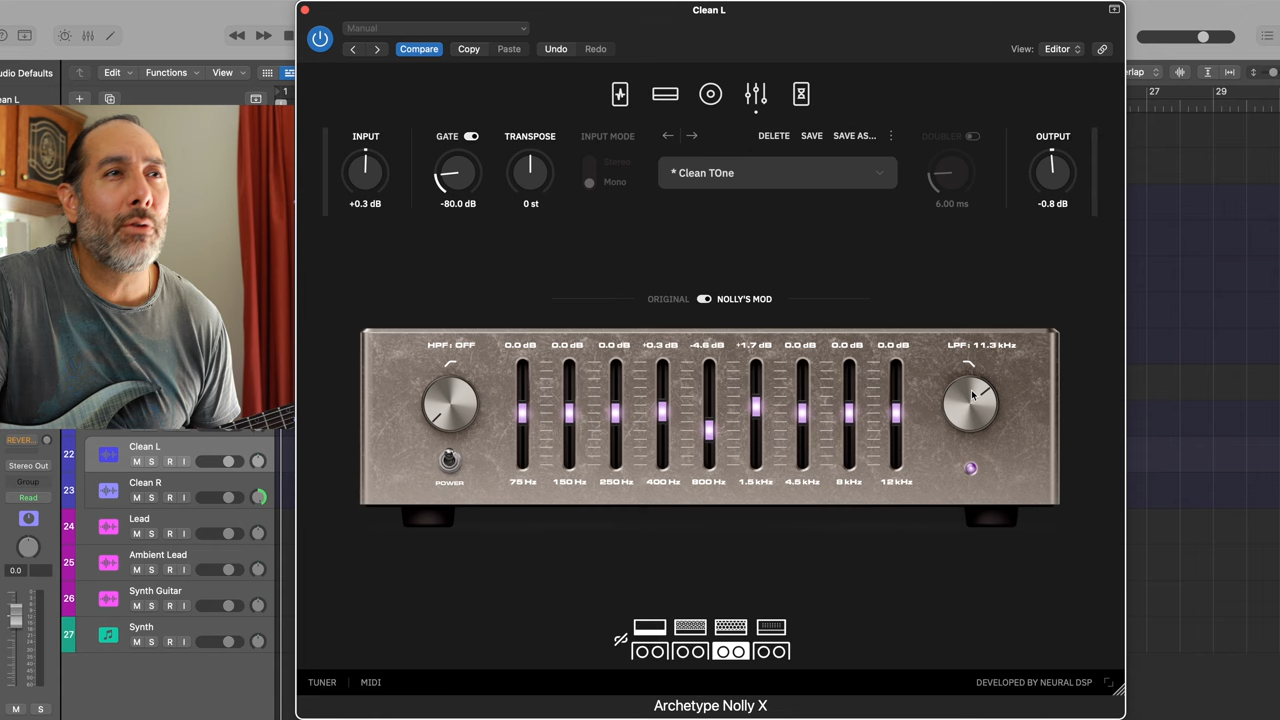 Clean L
Manual
Compare
Copy
Paste
Undo
Redo
View:
Editor
udio Defaults
Edit
Functions
View
ean L
1
erlap
27
29
INPUT
GATE
TRANSPOSE
INPUT MODE
DELETE
SAVE
SAVE AS...
DOUBLER
OUTPUT
Stereo
Mono
* Clean TOne
+0.3 dB
-80.0 dB
0 st
6.00 ms
-0.8 dB
ORIGINAL
NOLLY'S MOD
HPF: OFF
0.0 dB
0.0 dB
0.0 dB
+0.3 dB
-4.6 dB
+1.7 dB
0.0 dB
0.0 dB
0.0 dB
LPF: 11.3 kHz
POWER
75 Hz
150 Hz
250 Hz
400 Hz
800 Hz
1.5 kHz
4.5 kHz
8 kHz
12 kHz
REVER...
Stereo Out
Group
Read
0.0
M
S
22
Clean L
M S R I
23
Clean R
M S R I
24
Lead
M S R I
25
Ambient Lead
M S R I
26
Synth Guitar
M S R I
27
Synth
M S R I
TUNER
MIDI
DEVELOPED BY NEURAL DSP
Archetype Nolly X